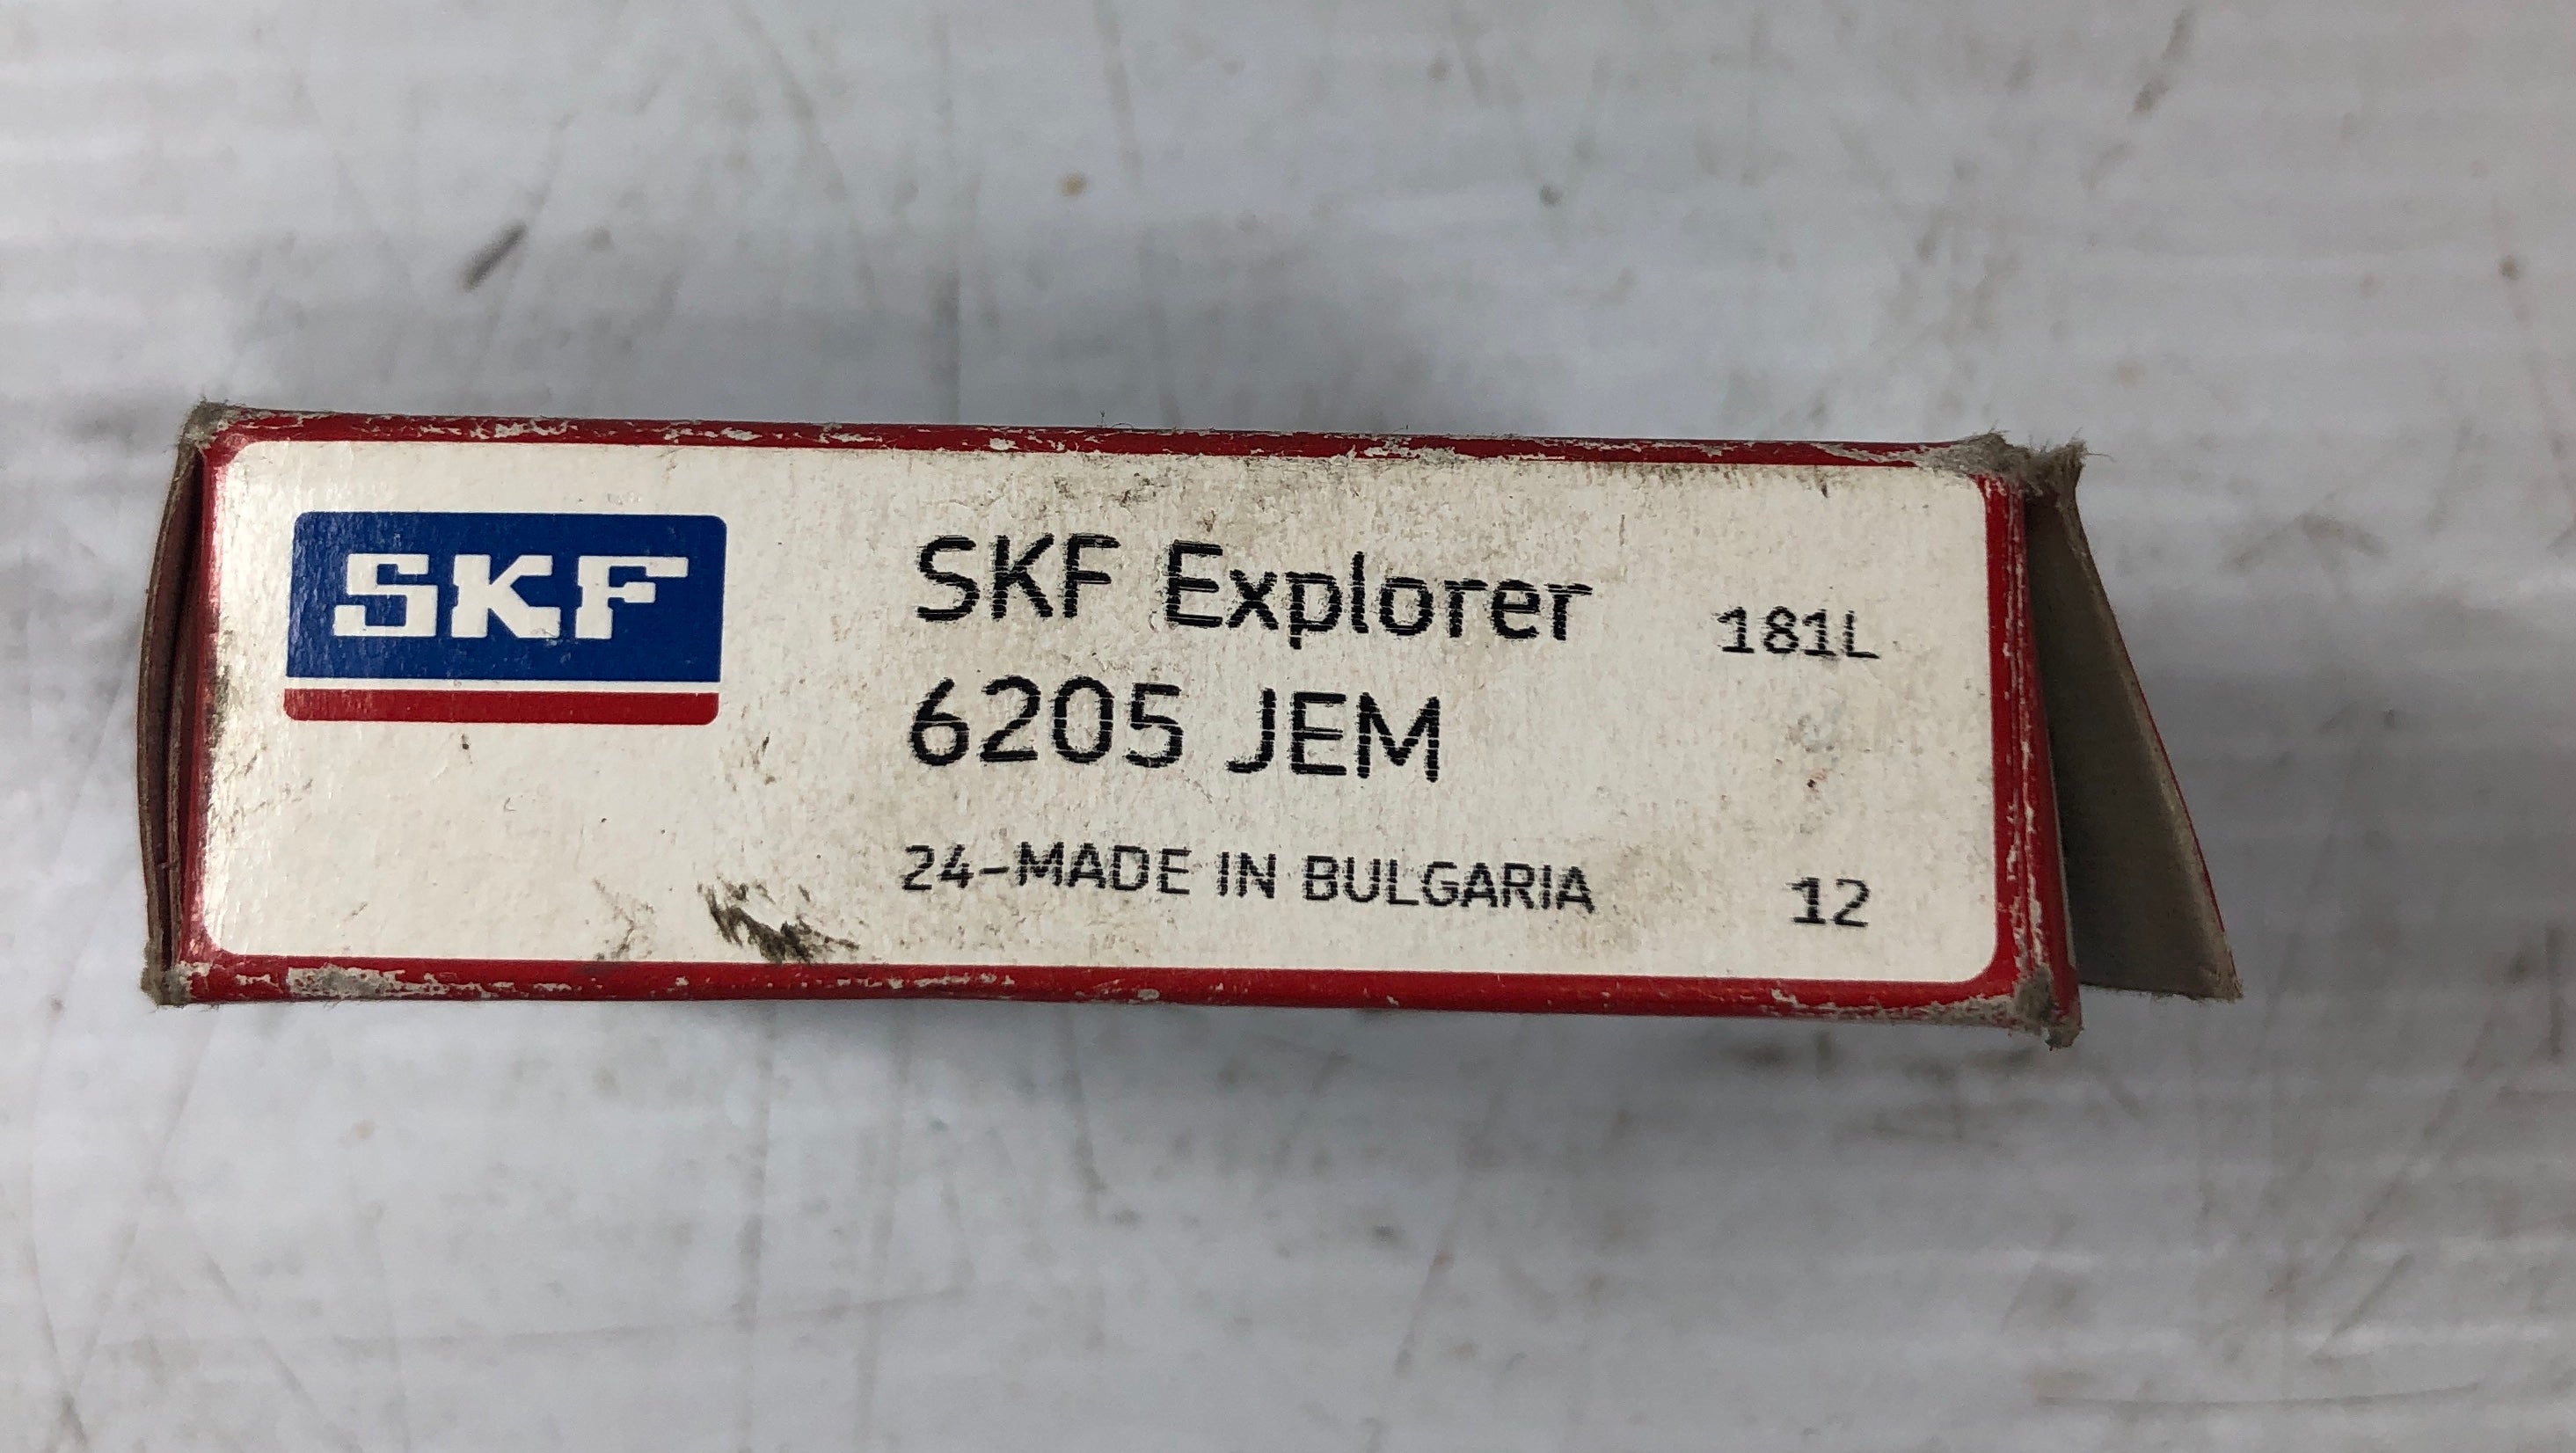 SKF
SKF Explorer
181L
6205 JEM
24-MADE IN BULGARIA
12